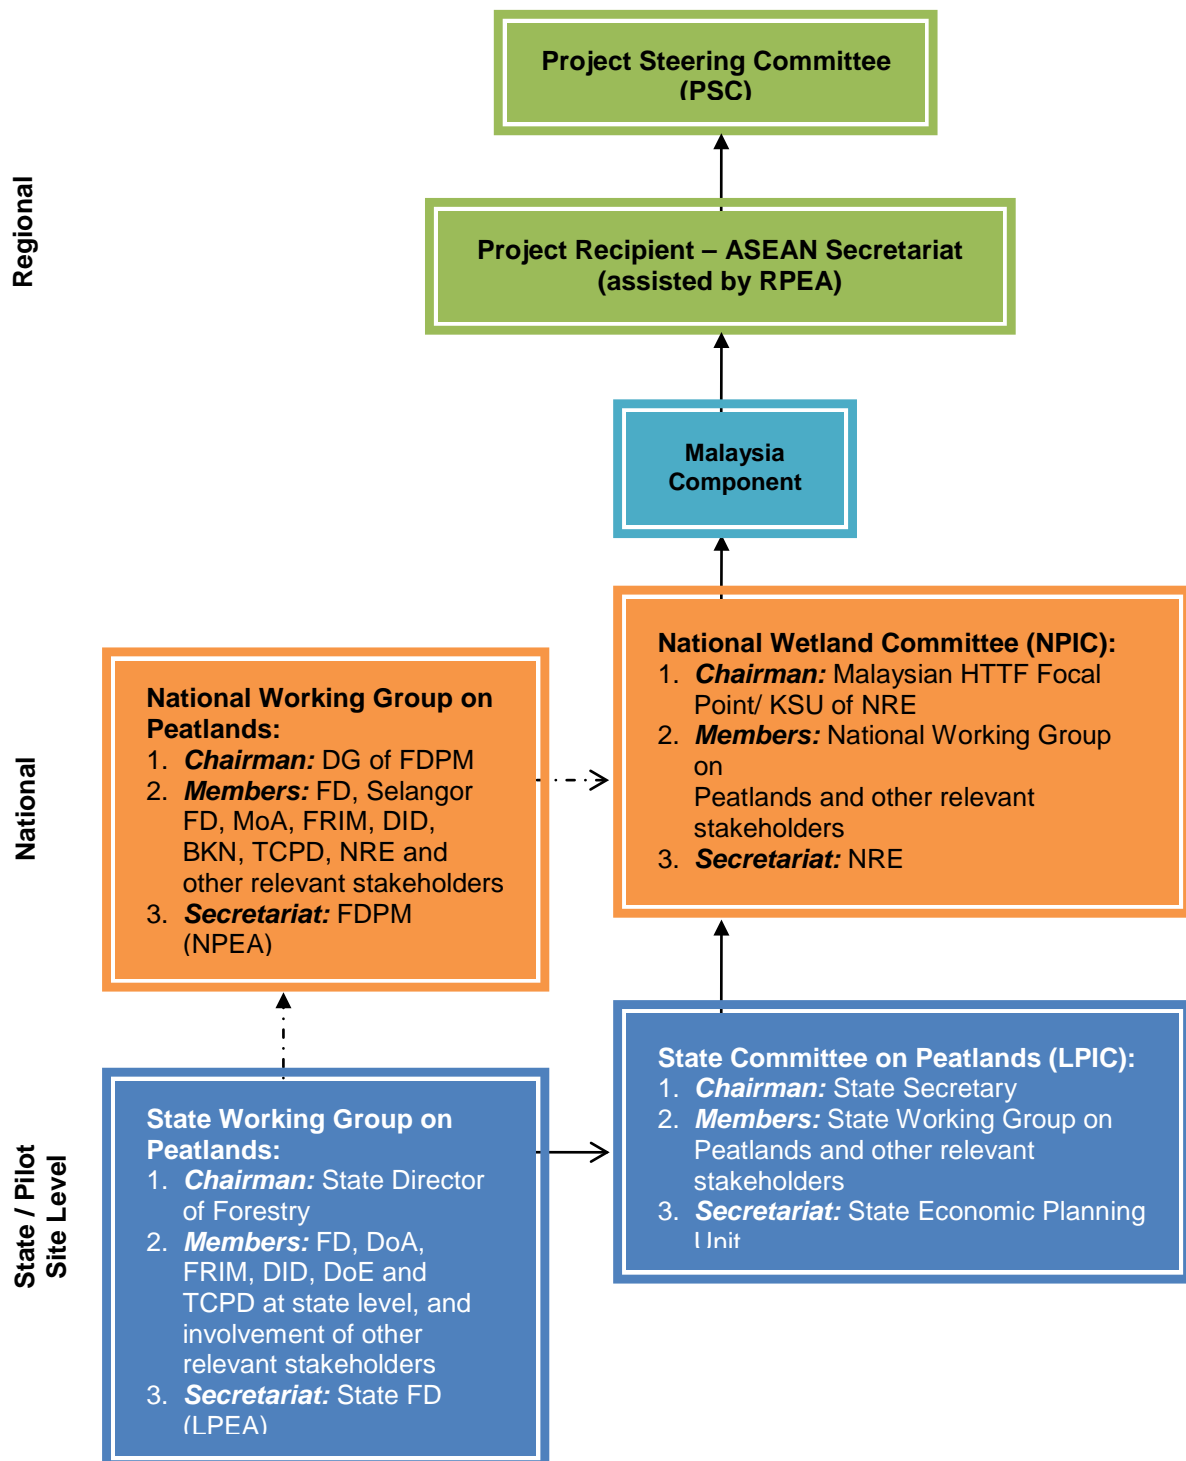 Project Steering Committee
(PSC)
Regional
Project Recipient – ASEAN Secretariat
(assisted by RPEA)
Malaysia
Component
National
National Working Group on
Peatlands:
1. Chairman: DG of FDPM
2. Members: FD, Selangor
FD, MoA, FRIM, DID,
BKN, TCPD, NRE and
other relevant stakeholders
3. Secretariat: FDPM
(NPEA)
National Wetland Committee (NPIC):
1. Chairman: Malaysian HTTF Focal
Point/ KSU of NRE
2. Members: National Working Group
on
Peatlands and other relevant
stakeholders
3. Secretariat: NRE
State / Pilot
Site Level
State Working Group on
Peatlands:
1. Chairman: State Director
of Forestry
2. Members: FD, DoA,
FRIM, DID, DoE and
TCPD at state level, and
involvement of other
relevant stakeholders
3. Secretariat: State FD
(LPEA)
State Committee on Peatlands (LPIC):
1. Chairman: State Secretary
2. Members: State Working Group on
Peatlands and other relevant
stakeholders
3. Secretariat: State Economic Planning
Unit